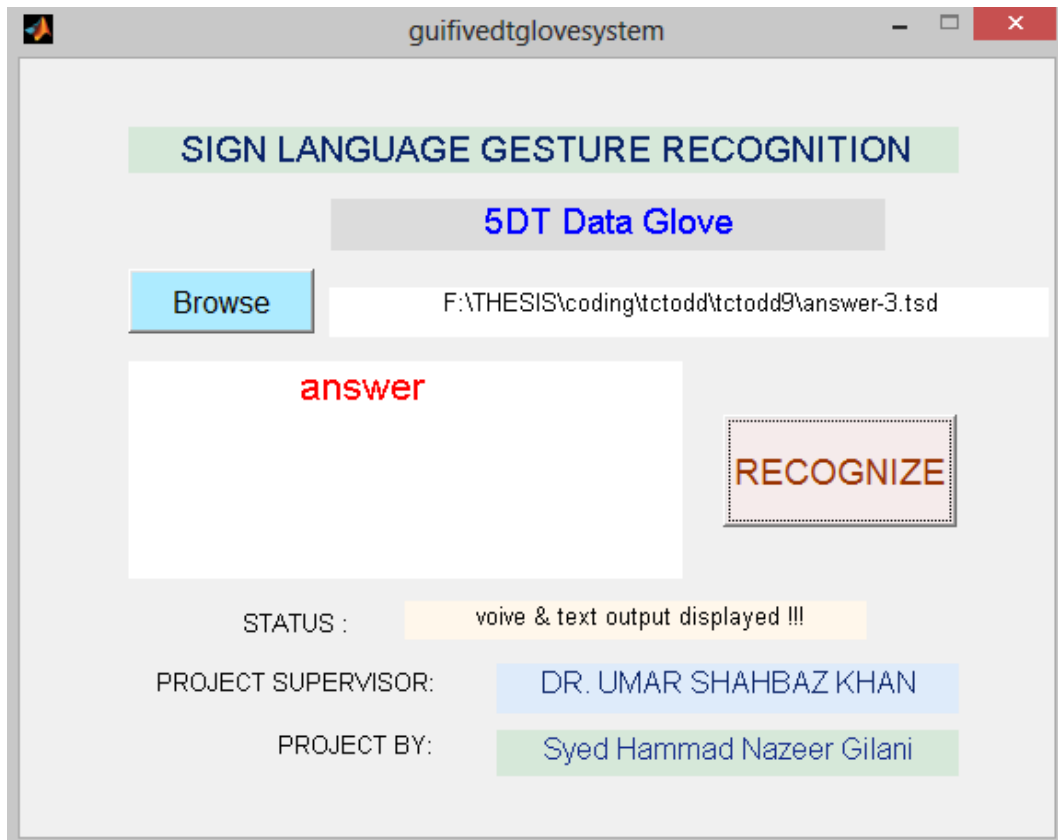 guifivedtglovesystem
SIGN LANGUAGE GESTURE RECOGNITION
5DT Data Glove
Browse
F:\THESIS\coding\tctodd\tctodd9\answer-3.tsd
answer
RECOGNIZE
STATUS :
voive & text output displayed !!!
PROJECT SUPERVISOR:
DR. UMAR SHAHBAZ KHAN
PROJECT BY:
Syed Hammad Nazeer Gilani